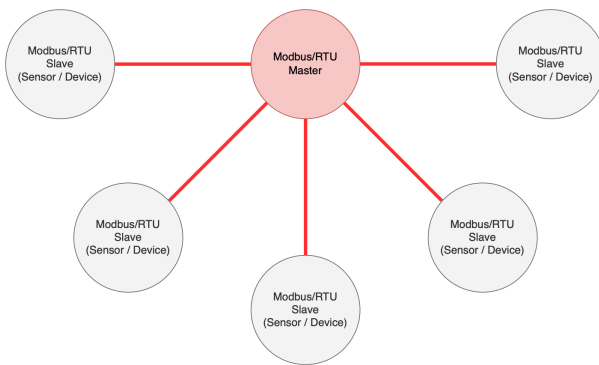 Modbus/RTU
Slave
(Sensor / Device)
Modbus/RTU
Master
Modbus/RTU
Slave
(Sensor / Device)
Modbus/RTU
Slave
(Sensor / Device)
Modbus/RTU
Slave
(Sensor / Device)
Modbus/RTU
Slave
(Sensor / Device)